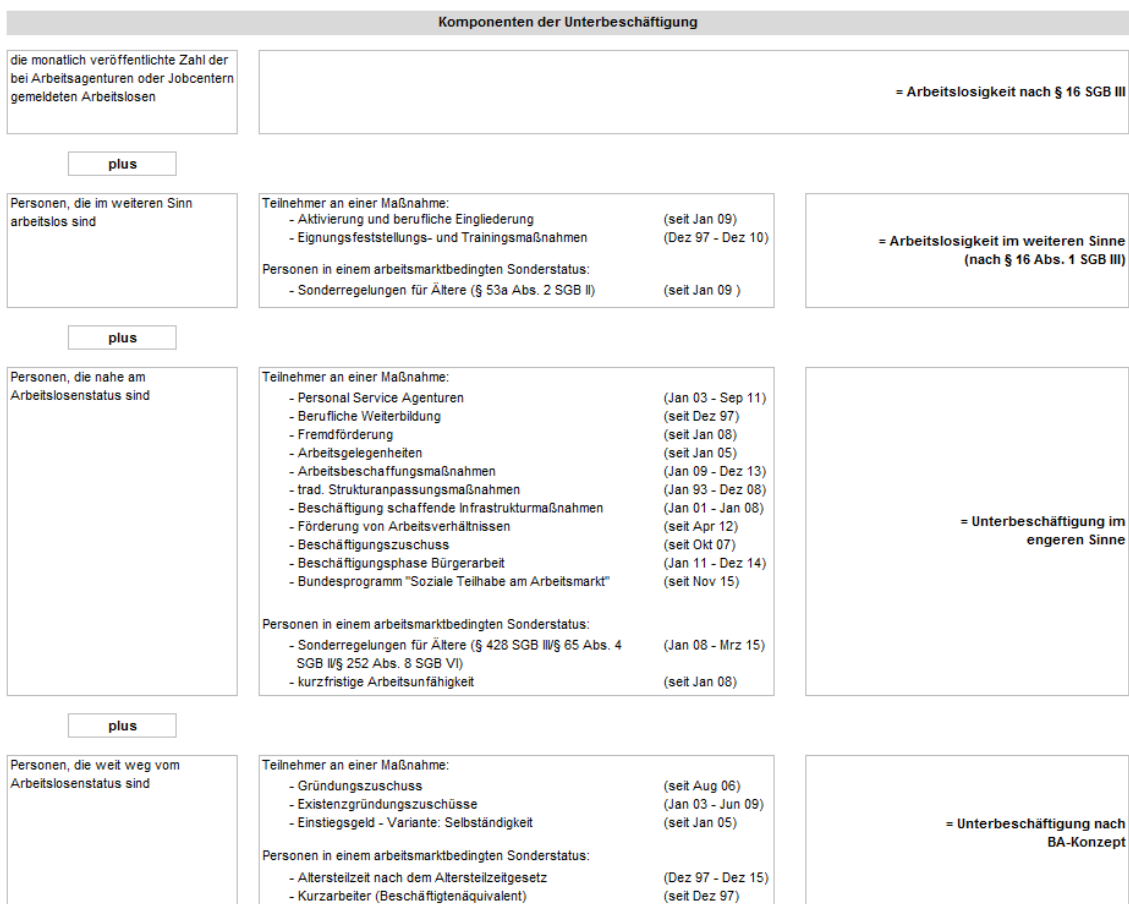 Komponenten der Unterbeschäftigung
die monatlich veröffentlichte Zahl der
bei Arbeitsagenturen oder Jobcentern
gemeldeten Arbeitslosen
= Arbeitslosigkeit nach § 16 SGB III
plus
Personen, die im weiteren Sinn
arbeitslos sind
Teilnehmer an einer Maßnahme:
- Aktivierung und berufliche Eingliederung (seit Jan 09)
- Eignungsfeststellungs- und Trainingsmaßnahmen (Dez 97 - Dez 10)
Personen in einem arbeitsmarktbedingten Sonderstatus:
- Sonderregelungen für Ältere (§ 53a Abs. 2 SGB II) (seit Jan 09 )
= Arbeitslosigkeit im weiteren Sinne
(nach § 16 Abs. 1 SGB III)
plus
Personen, die nahe am
Arbeitslosenstatus sind
Teilnehmer an einer Maßnahme:
- Personal Service Agenturen (Jan 03 - Sep 11)
- Berufliche Weiterbildung (seit Dez 97)
- Fremdförderung (seit Jan 08)
- Arbeitsgelegenheiten (seit Jan 05)
- Arbeitsbeschaffungsmaßnahmen (Jan 09 - Dez 13)
- trad. Strukturanpassungsmaßnahmen (Jan 93 - Dez 08)
- Beschäftigung schaffende Infrastrukturmaßnahmen (Jan 01 - Jan 08)
- Förderung von Arbeitsverhältnissen (seit Apr 12)
- Beschäftigungszuschuss (seit Okt 07)
- Beschäftigungsphase Bürgerarbeit (Jan 11 - Dez 14)
- Bundesprogramm "Soziale Teilhabe am Arbeitsmarkt" (seit Nov 15)
Personen in einem arbeitsmarktbedingten Sonderstatus:
- Sonderregelungen für Ältere (§ 428 SGB III/§ 65 Abs. 4 (Jan 08 - Mrz 15)
SGB II/§ 252 Abs. 8 SGB VI)
- kurzfristige Arbeitsunfähigkeit (seit Jan 08)
= Unterbeschäftigung im
engeren Sinne
plus
Personen, die weit weg vom
Arbeitslosenstatus sind
Teilnehmer an einer Maßnahme:
- Gründungszuschuss (seit Aug 06)
- Existenzgründungszuschüsse (Jan 03 - Jun 09)
- Einstiegsgeld - Variante: Selbständigkeit (seit Jan 05)
Personen in einem arbeitsmarktbedingten Sonderstatus:
- Altersteilzeit nach dem Altersteilzeitgesetz (Dez 97 - Dez 15)
- Kurzarbeiter (Beschäftigtenäquivalent) (seit Dez 97)
= Unterbeschäftigung nach
BA-Konzept